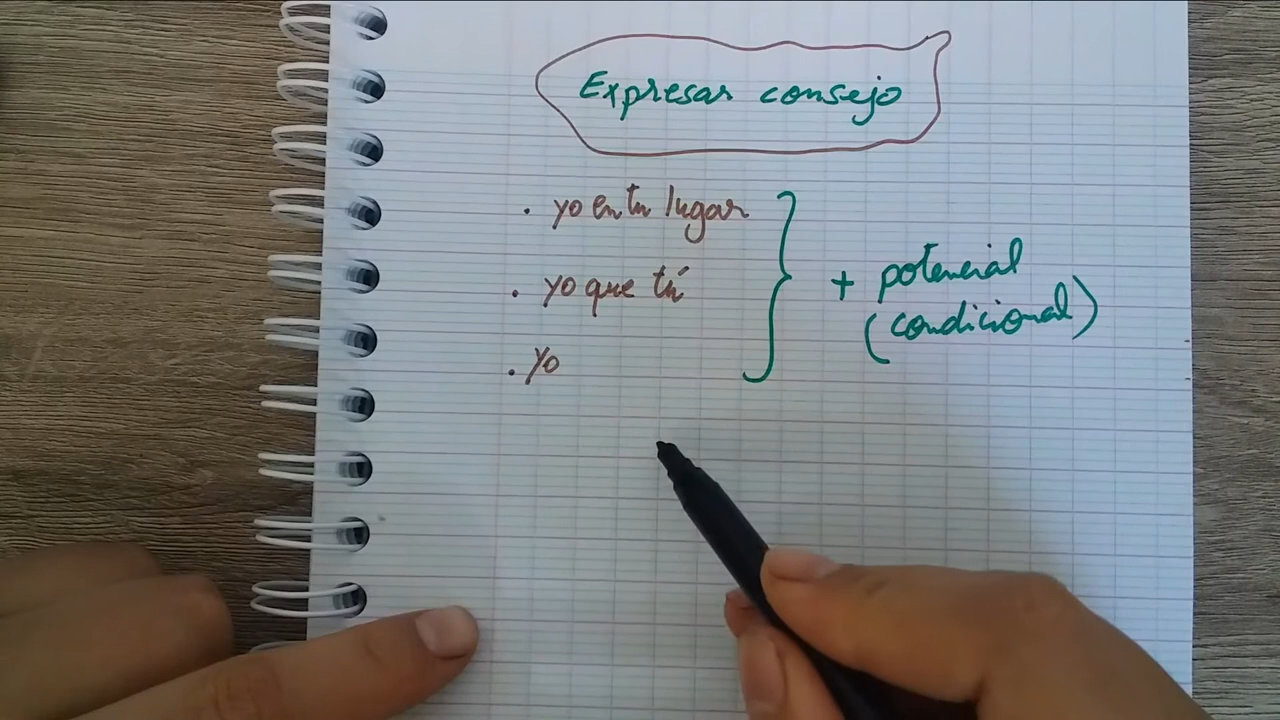 Expresar consejo
. yo en tu lugar
. yo que tú
. yo
+ potencial
(condicional)